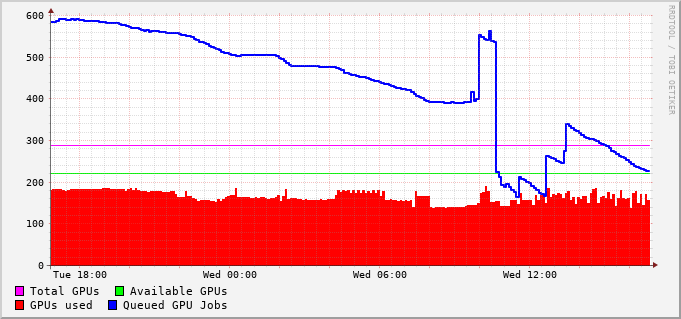 600
500
400
300
200
100
0
Tue 18:00 Wed 00:00 Wed 06:00 Wed 12:00
Total GPUs Available GPUs
GPUs used Queued GPU Jobs
RRDTOOL / TOBI OETIKER